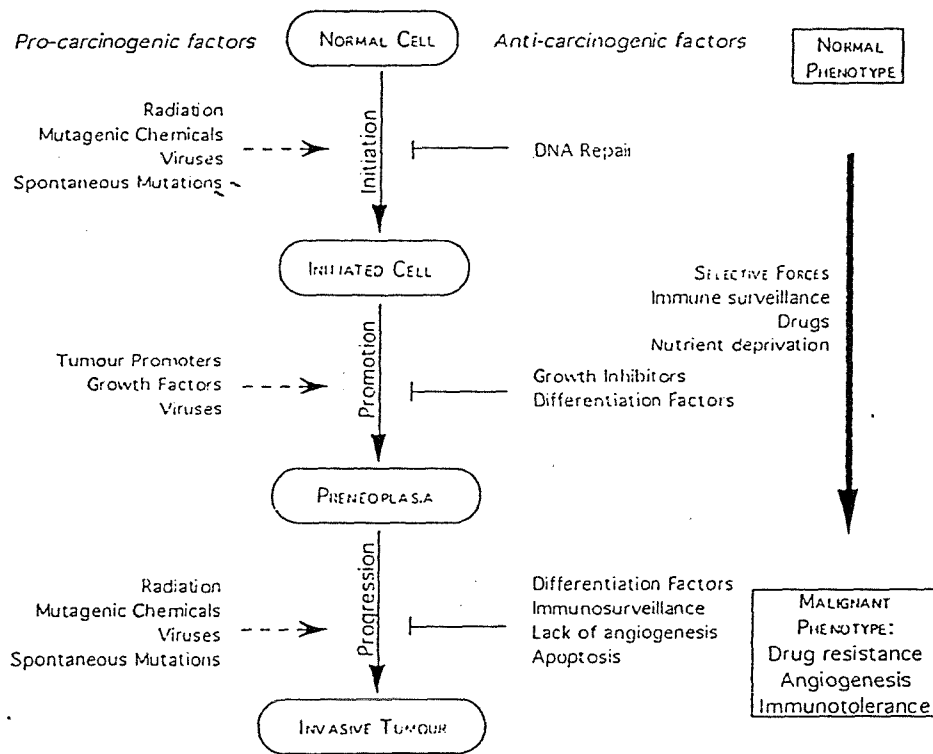 Pro-carcinogenic factors
NORMAL CELL
Anti-carcinogenic factors
NORMAL
PHENOTYPE
Radiation
Mutagenic Chemicals
Viruses
Spontaneous Mutations
Initiation
DNA Repair
INITIATED CELL
SELECTIVE FORCES
Immune surveillance
Drugs
Nutrient deprivation
Tumour Promoters
Growth Factors
Viruses
Promotion
Growth Inhibitors
Differentiation Factors
PRENEOPLASIA
Radiation
Mutagenic Chemicals
Viruses
Spontaneous Mutations
Progression
Differentiation Factors
Immunosurveillance
Lack of angiogenesis
Apoptosis
MALIGNANT
PHENOTYPE:
Drug resistance
Angiogenesis
Immunotolerance
INVASIVE TUMOUR